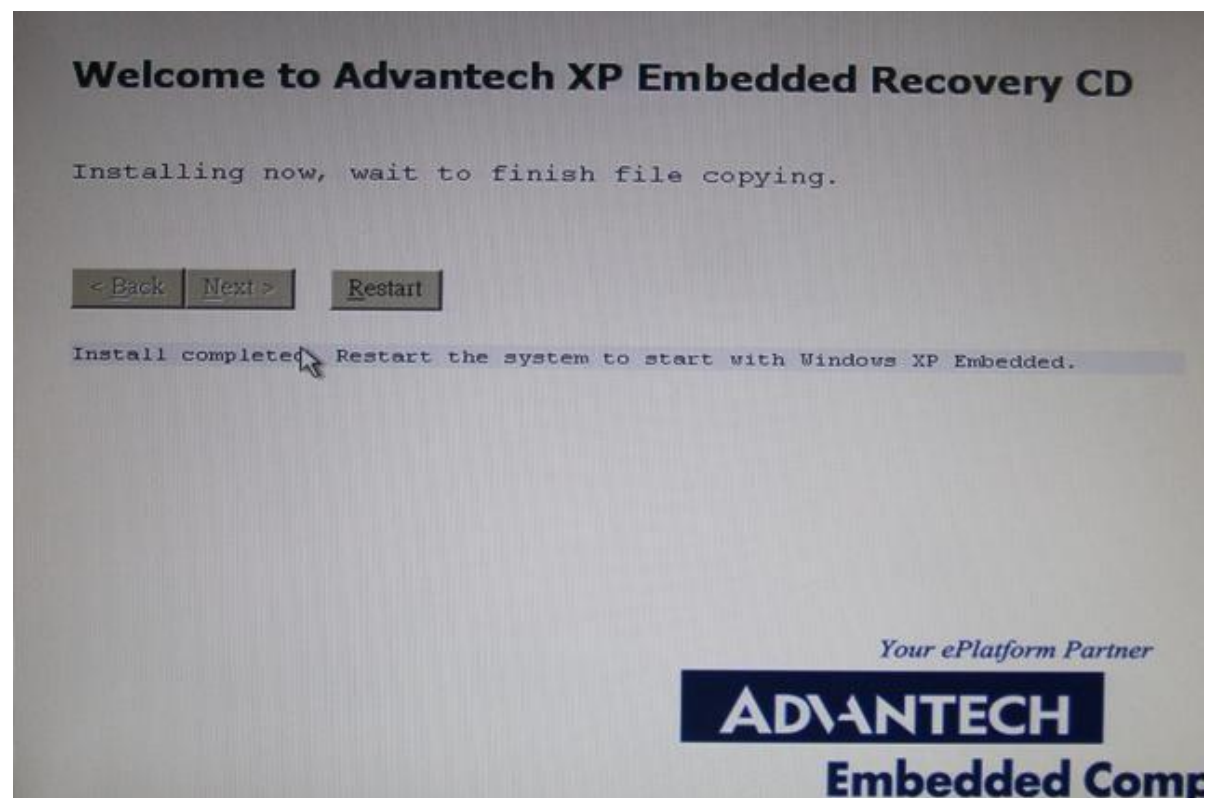 Welcome to Advantech XP Embedded Recovery CD
Installing now, wait to finish file copying.
< Back Next > Restart
Install completed Restart the system to start with Windows XP Embedded.
Your ePlatform Partner
ADVANTECH
Embedded Comp